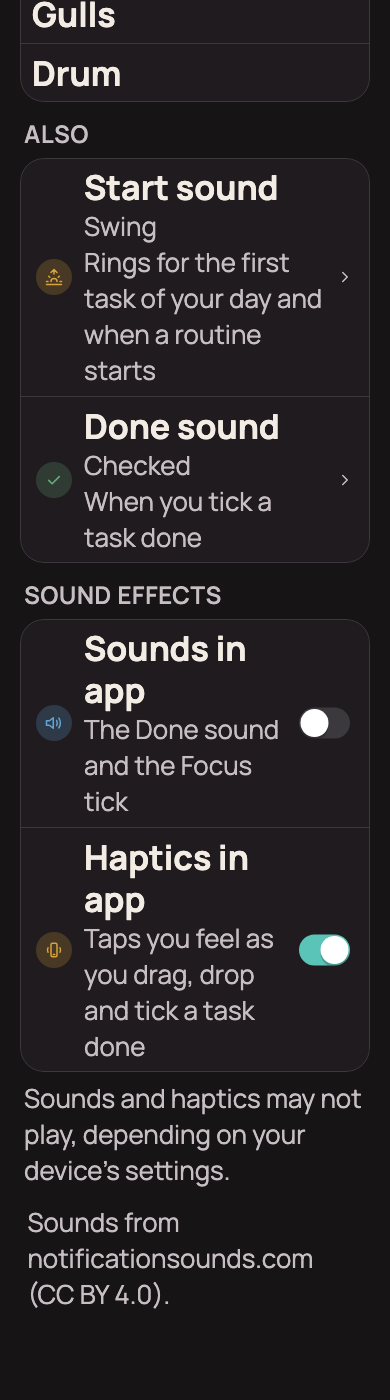 Gulls
Drum
ALSO
Start sound
Swing
Rings for the first
task of your day and
when a routine
starts
Done sound
Checked
When you tick a
task done
SOUND EFFECTS
Sounds in
app
The Done sound
and the Focus
tick
Haptics in
app
Taps you feel as
you drag, drop
and tick a task
done
Sounds and haptics may not
play, depending on your
device's settings.
Sounds from
notificationsounds.com
(CC BY 4.0).